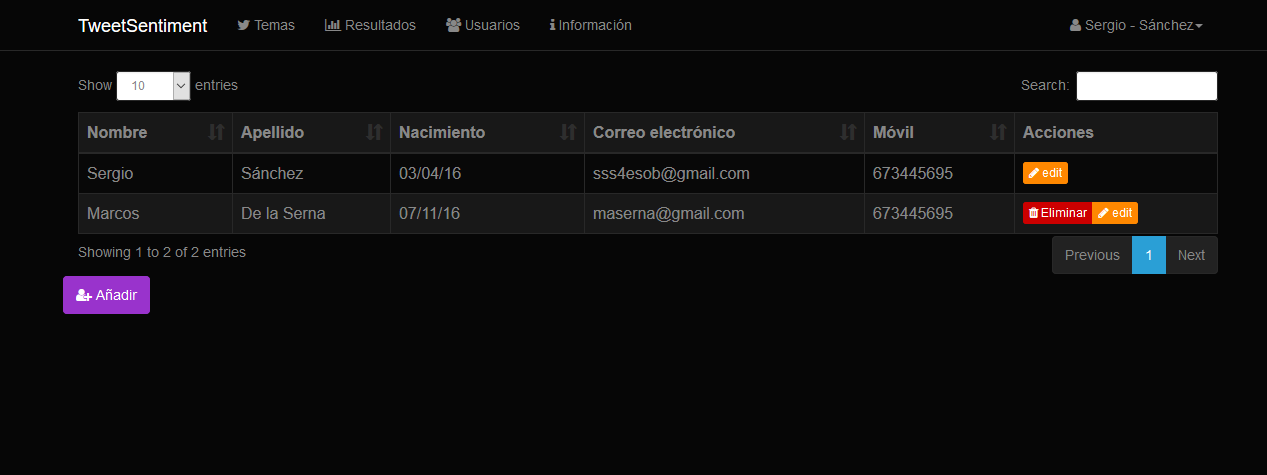 TweetSentiment Temas Resultados Usuarios Información Sergio - Sánchez
Show 10 entries Search:
Nombre Apellido Nacimiento Correo electrónico Móvil Acciones
Sergio Sánchez 03/04/16 sss4esob@gmail.com 673445695 edit
Marcos De la Serna 07/11/16 maserna@gmail.com 673445695 Eliminar edit
Showing 1 to 2 of 2 entries Previous 1 Next
Añadir